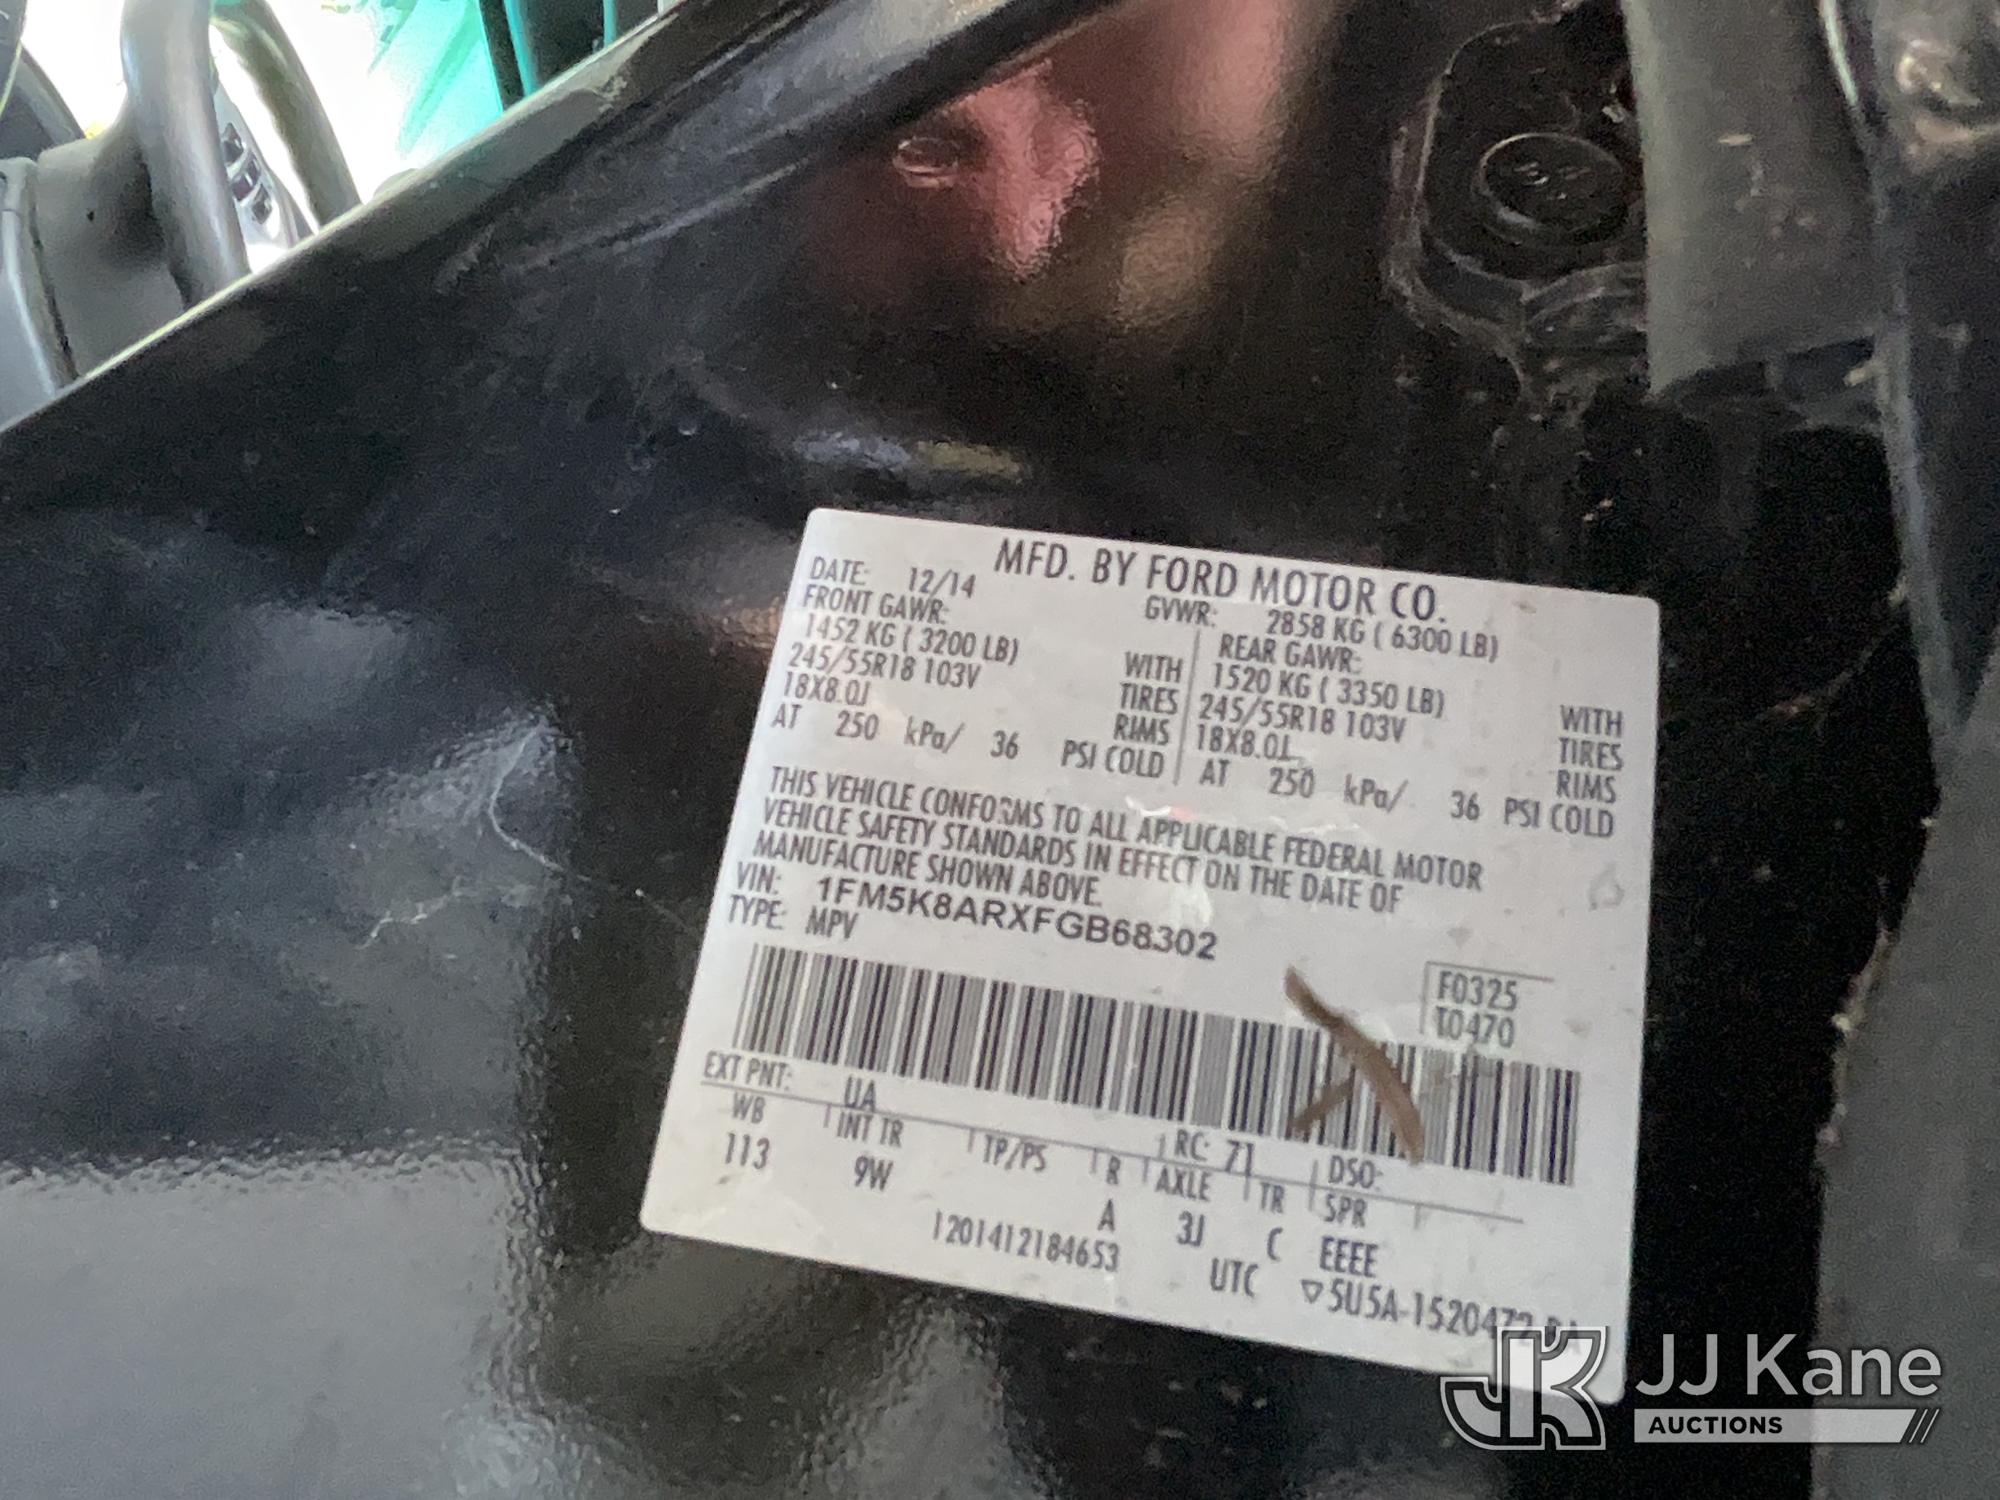 MFD. BY FORD MOTOR CO.
DATE: 12/14 GVWR: 2858 KG ( 6300 LB)
FRONT GAWR: REAR GAWR:
1452 KG ( 3200 LB) WITH 1520 KG ( 3350 LB) WITH
245/55R18 103V TIRES 245/55R18 103V TIRES
18X8.0J RIMS 18X8.0J RIMS
AT 250 kPa/ 36 PSI COLD AT 250 kPa/ 36 PSI COLD
THIS VEHICLE CONFORMS TO ALL APPLICABLE FEDERAL MOTOR
VEHICLE SAFETY STANDARDS IN EFFECT ON THE DATE OF
MANUFACTURE SHOWN ABOVE.
VIN: 1FM5K8ARXFGB68302
TYPE: MPV
F0325
T0470
EXT PNT: UA RC: 71 DSO:
WB INT TR TP/PS R AXLE TR SPR
113 9W A 3J C EEEE
1201412184653 UTC ▽5U5A-1520472
JJ Kane
AUCTIONS